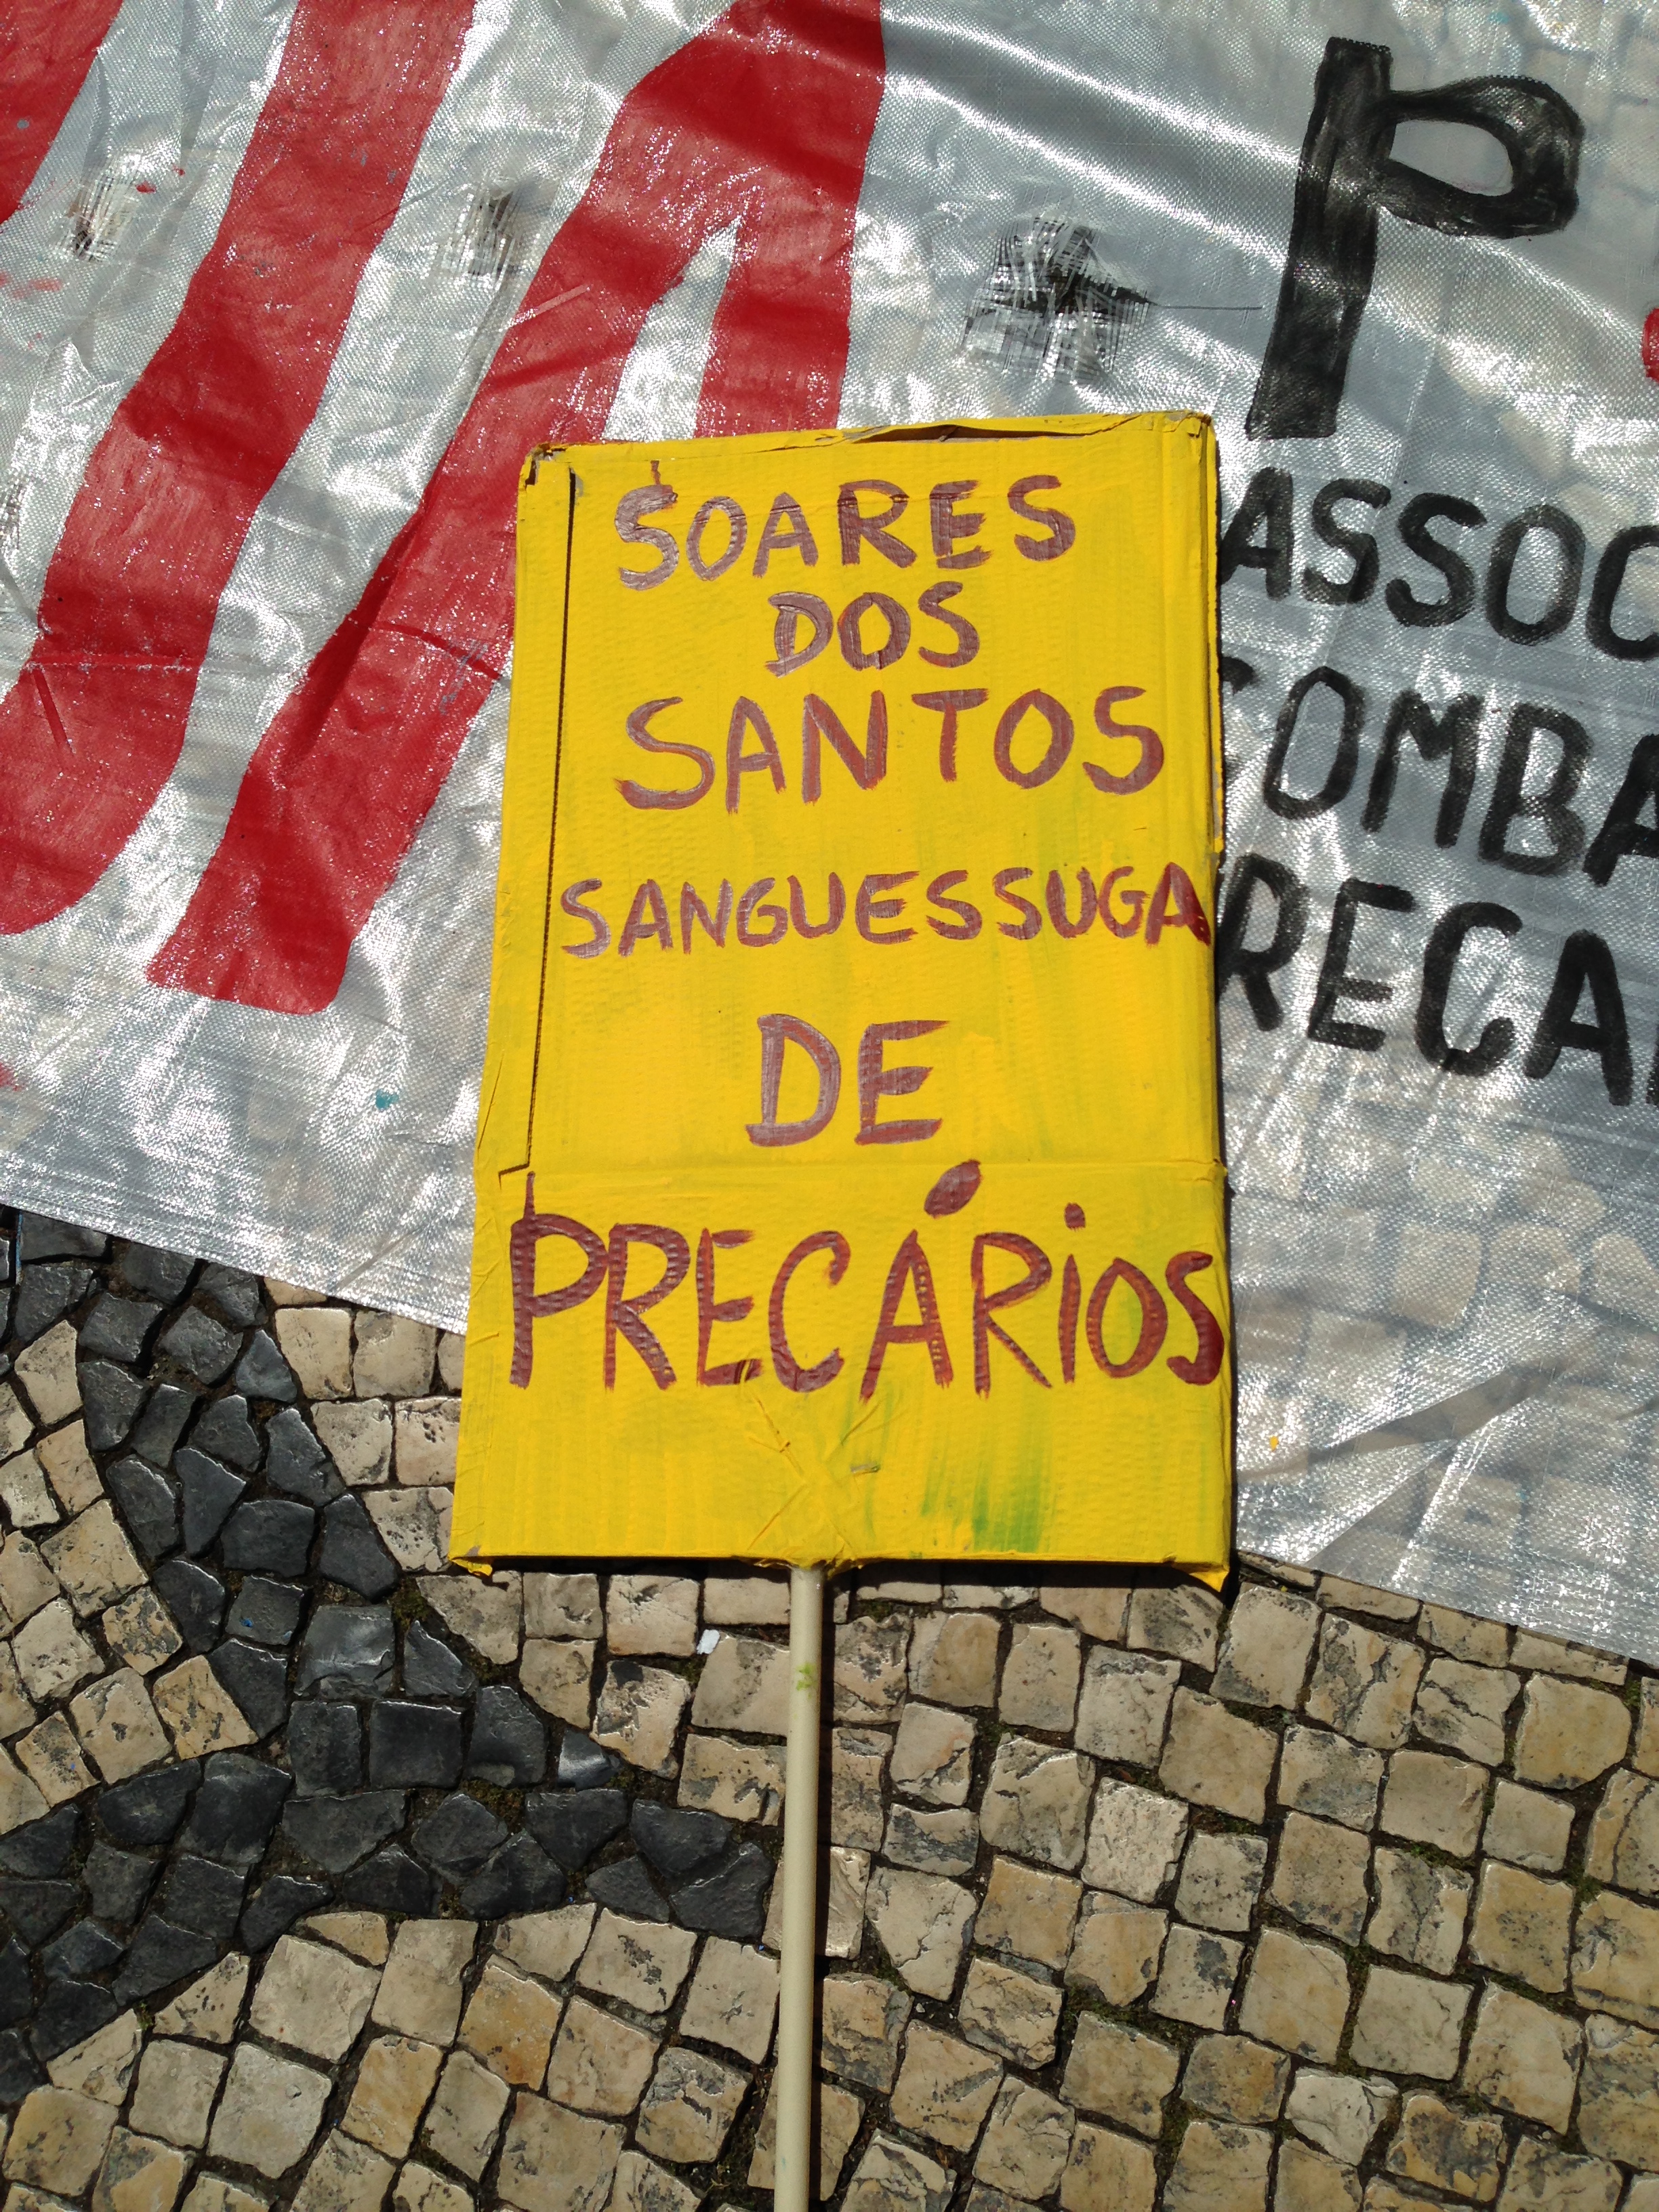 SOARES
DOS
SANTOS
SANGUESSUGA
DE
PRECÁRIOS
P
ASSOC
COMBA
RECA